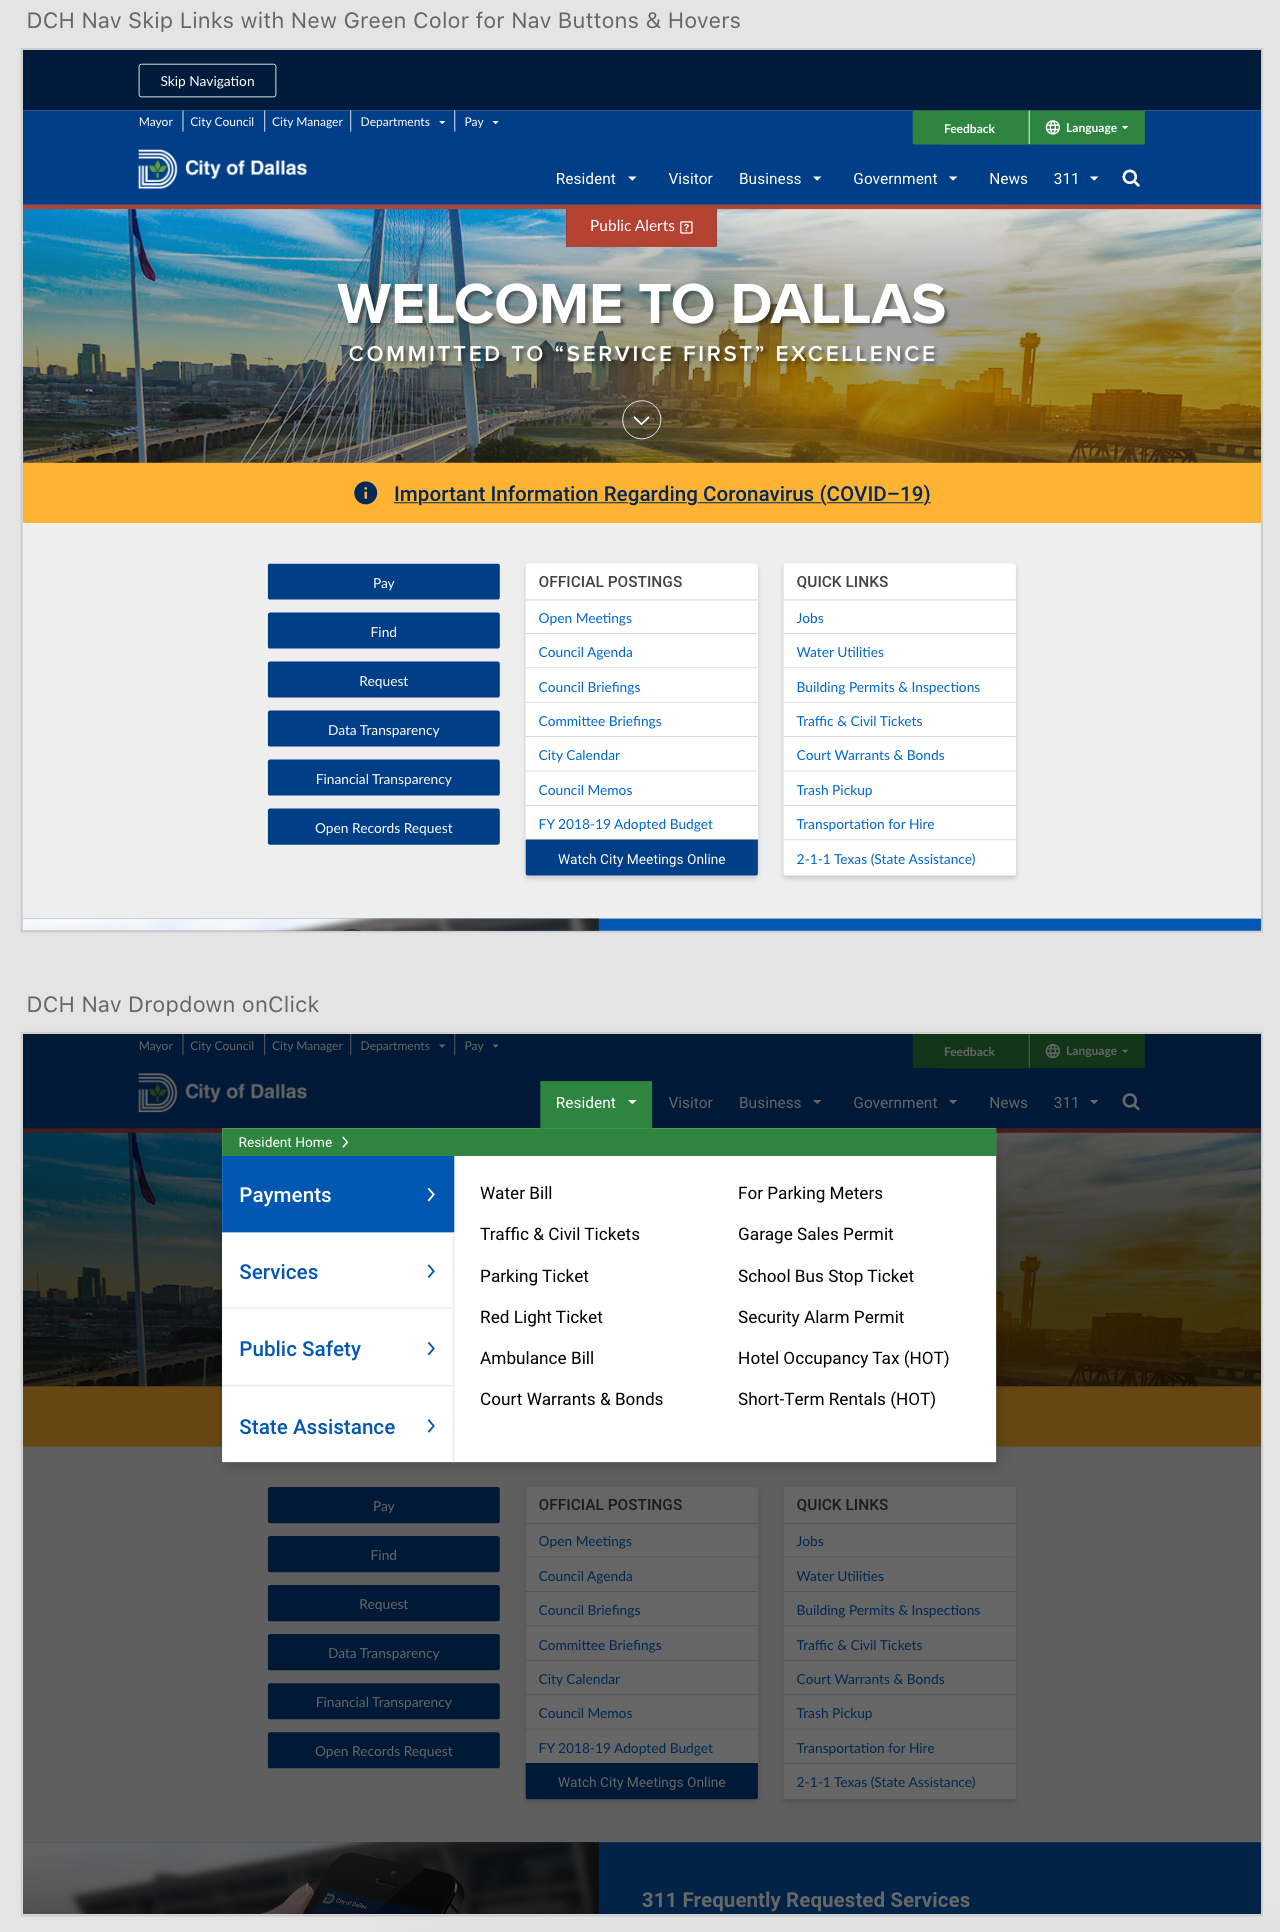 DCH Nav Skip Links with New Green Color for Nav Buttons & Hovers
Skip Navigation
Mayor City Council City Manager Departments Pay
Feedback Language
City of Dallas
Resident Visitor Business Government News 311
Public Alerts
WELCOME TO DALLAS
COMMITTED TO “SERVICE FIRST” EXCELLENCE
Important Information Regarding Coronavirus (COVID–19)
Pay
Find
Request
Data Transparency
Financial Transparency
Open Records Request
OFFICIAL POSTINGS
Open Meetings
Council Agenda
Council Briefings
Committee Briefings
City Calendar
Council Memos
FY 2018-19 Adopted Budget
Watch City Meetings Online
QUICK LINKS
Jobs
Water Utilities
Building Permits & Inspections
Traffic & Civil Tickets
Court Warrants & Bonds
Trash Pickup
Transportation for Hire
2-1-1 Texas (State Assistance)
DCH Nav Dropdown onClick
Mayor City Council City Manager Departments Pay
Feedback Language
City of Dallas
Resident Visitor Business Government News 311
Resident Home
Payments
Services
Public Safety
State Assistance
Water Bill
Traffic & Civil Tickets
Parking Ticket
Red Light Ticket
Ambulance Bill
Court Warrants & Bonds
For Parking Meters
Garage Sales Permit
School Bus Stop Ticket
Security Alarm Permit
Hotel Occupancy Tax (HOT)
Short-Term Rentals (HOT)
Pay
Find
Request
Data Transparency
Financial Transparency
Open Records Request
OFFICIAL POSTINGS
Open Meetings
Council Agenda
Council Briefings
Committee Briefings
City Calendar
Council Memos
FY 2018-19 Adopted Budget
Watch City Meetings Online
QUICK LINKS
Jobs
Water Utilities
Building Permits & Inspections
Traffic & Civil Tickets
Court Warrants & Bonds
Trash Pickup
Transportation for Hire
2-1-1 Texas (State Assistance)
City of Dallas
311 Frequently Requested Services